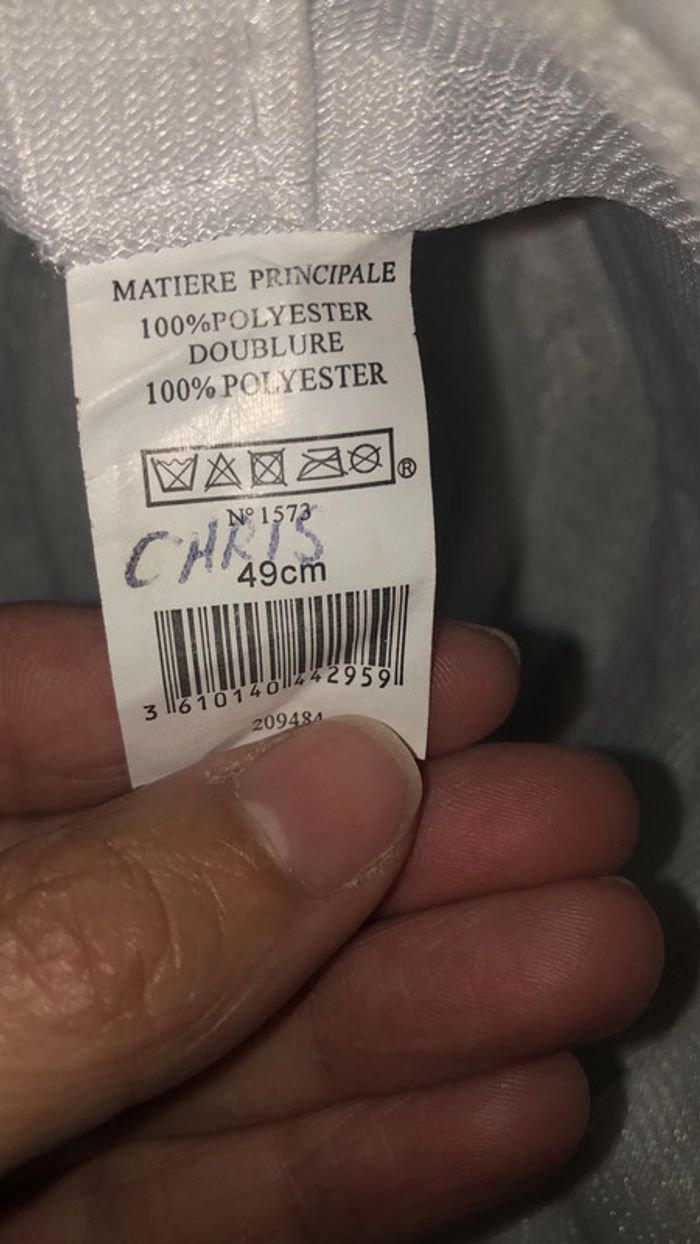 MATIERE PRINCIPALE
100%POLYESTER
DOUBLURE
100% POLYESTER
®
N° 1573
CHRIS
49cm
3 610140 442959
209484